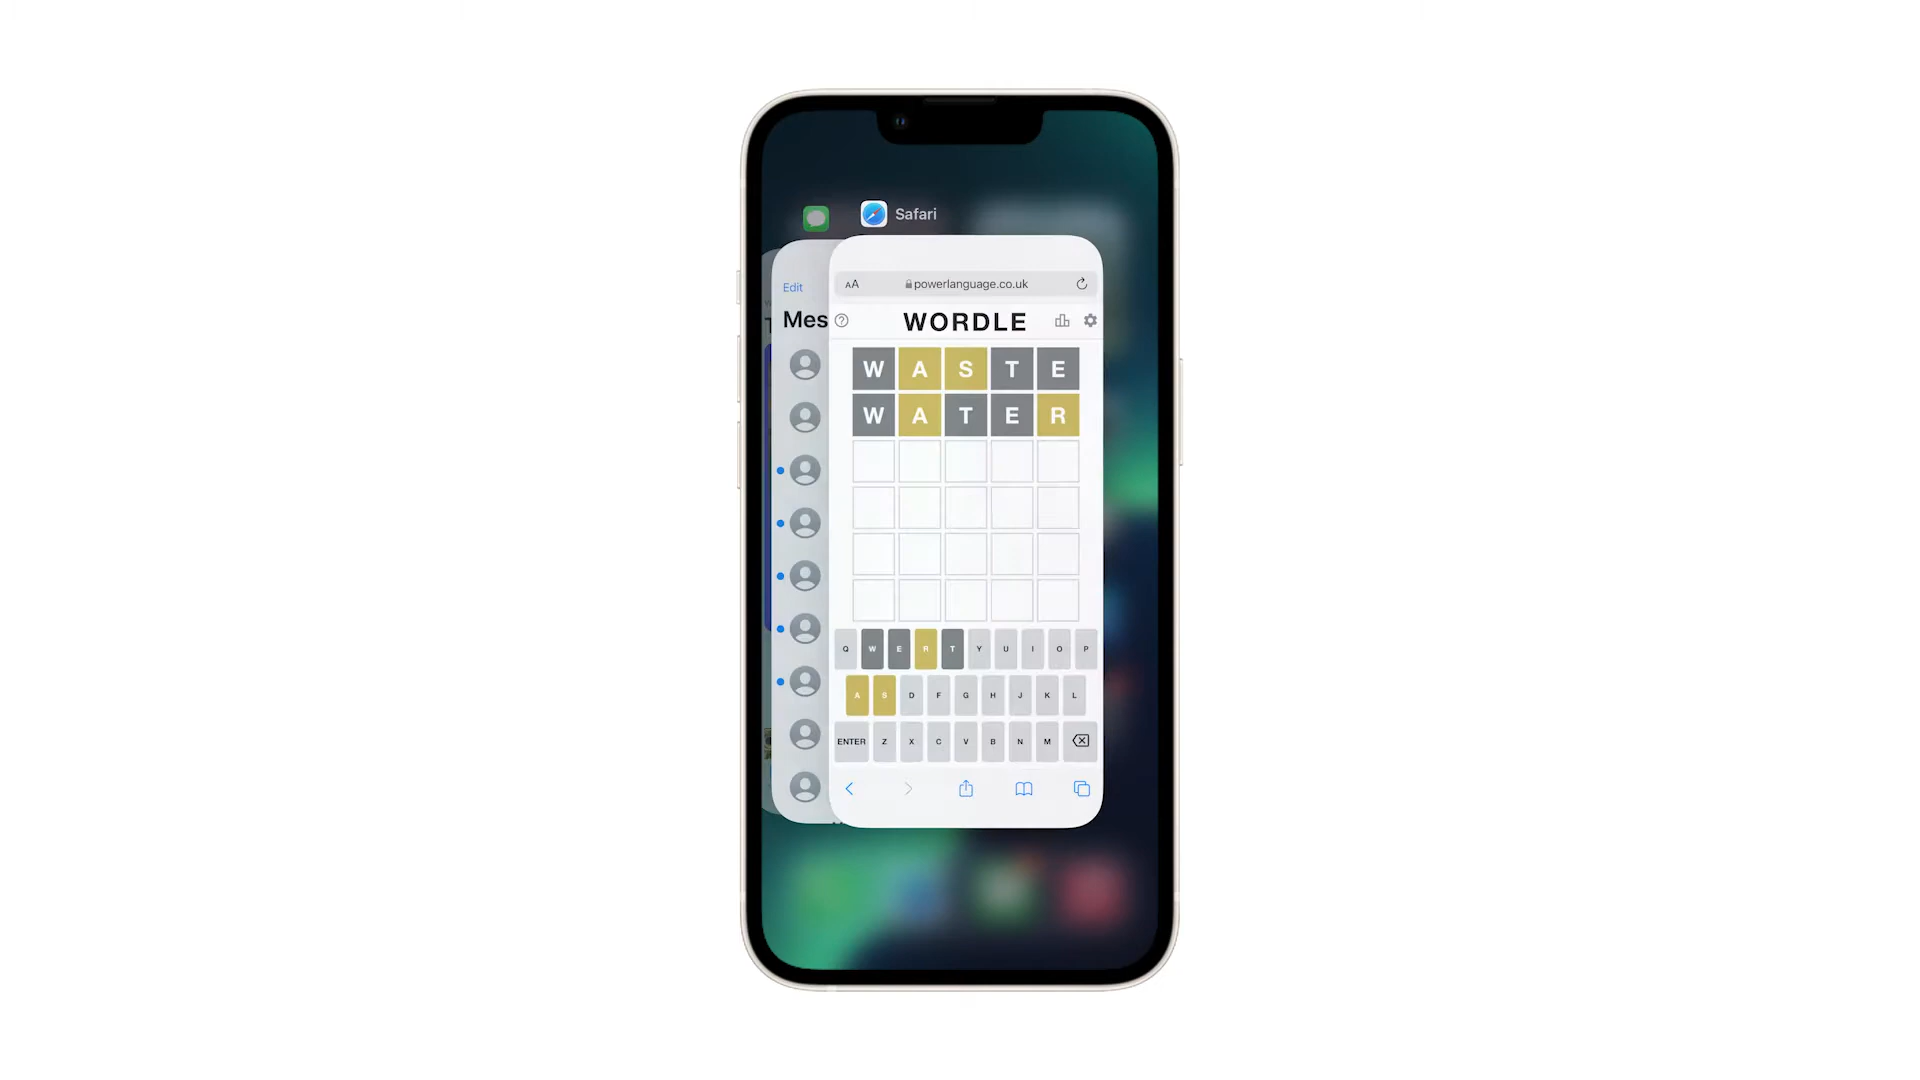 Safari
Edit
Mes
AA
powerlanguage.co.uk
WORDLE
W A S T E
W A T E R
Q W E R T Y U I O P
A S D F G H J K L
ENTER Z X C V B N M